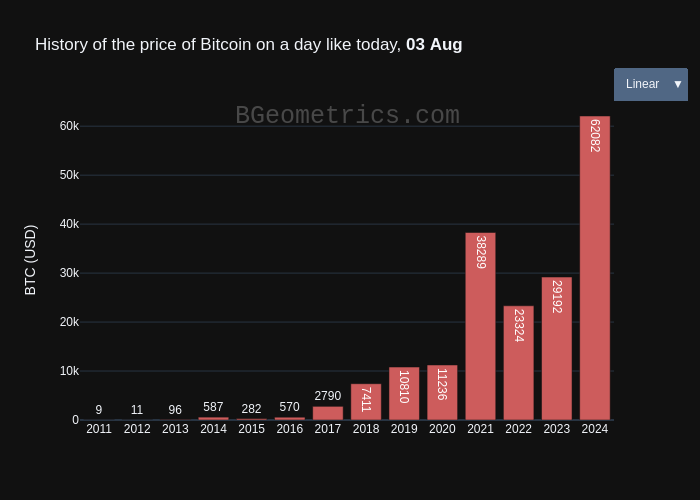 History of the price of Bitcoin on a day like today, 03 Aug
Linear ▼
BGeometrics.com
BTC (USD)
60k
50k
40k
30k
20k
10k
0
9
11
96
587
282
570
2790
7411
10810
11236
38289
23324
29192
62082
2011 2012 2013 2014 2015 2016 2017 2018 2019 2020 2021 2022 2023 2024